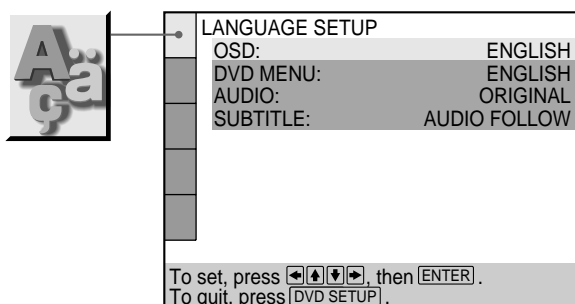 Aäç
LANGUAGE SETUP
OSD: ENGLISH
DVD MENU: ENGLISH
AUDIO: ORIGINAL
SUBTITLE: AUDIO FOLLOW
To set, press ←↑↓→, then ENTER.
To quit, press DVD SETUP.